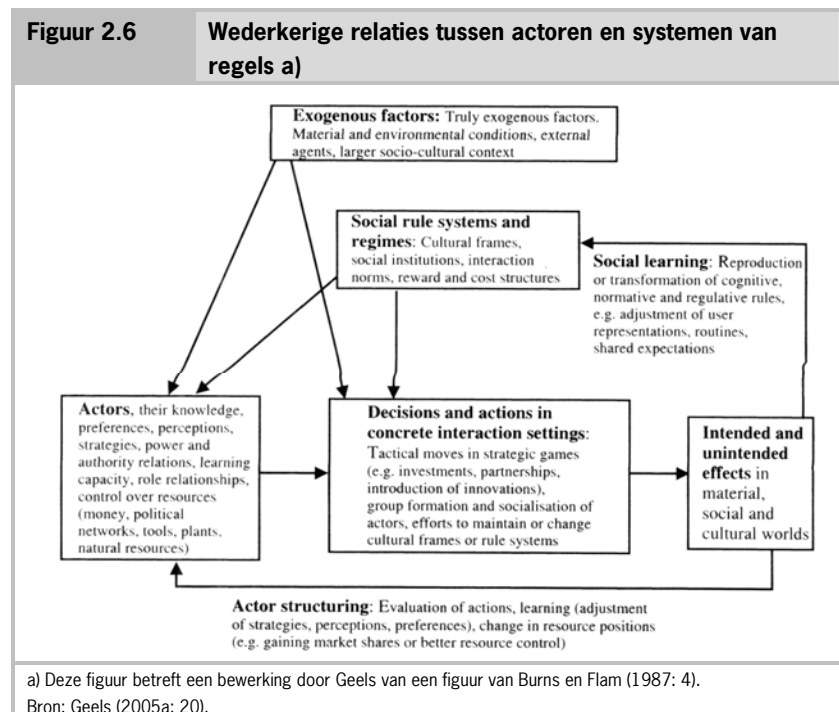 Figuur 2.6
Wederkerige relaties tussen actoren en systemen van
regels a)
Exogenous factors: Truly exogenous factors.
Material and environmental conditions, external
agents, larger socio-cultural context
Social rule systems and
regimes: Cultural frames,
social institutions, interaction
norms, reward and cost structures
Social learning: Reproduction
or transformation of cognitive,
normative and regulative rules,
e.g. adjustment of user
representations, routines,
shared expectations
Actors, their knowledge,
preferences, perceptions,
strategies, power and
authority relations, learning
capacity, role relationships,
control over resources
(money, political
networks, tools, plants,
natural resources)
Decisions and actions in
concrete interaction settings:
Tactical moves in strategic games
(e.g. investments, partnerships,
introduction of innovations),
group formation and socialisation of
actors, efforts to maintain or change
cultural frames or rule systems
Intended and
unintended
effects in
material,
social and
cultural worlds
Actor structuring: Evaluation of actions, learning (adjustment
of strategies, perceptions, preferences), change in resource positions
(e.g. gaining market shares or better resource control)
a) Deze figuur betreft een bewerking door Geels van een figuur van Burns en Flam (1987: 4).
Bron: Geels (2005a: 20).